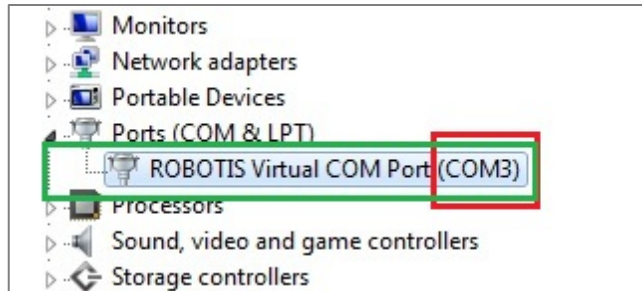 Monitors
Network adapters
Portable Devices
Ports (COM & LPT)
ROBOTIS Virtual COM Port (COM3)
Processors
Sound, video and game controllers
Storage controllers